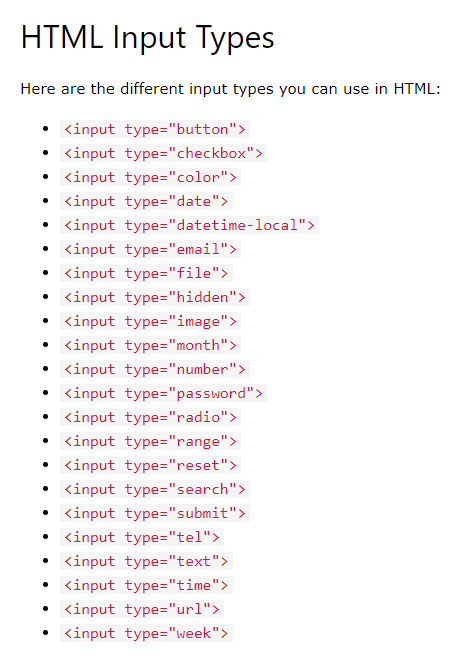 HTML Input Types
Here are the different input types you can use in HTML:
<input type="button">
<input type="checkbox">
<input type="color">
<input type="date">
<input type="datetime-local">
<input type="email">
<input type="file">
<input type="hidden">
<input type="image">
<input type="month">
<input type="number">
<input type="password">
<input type="radio">
<input type="range">
<input type="reset">
<input type="search">
<input type="submit">
<input type="tel">
<input type="text">
<input type="time">
<input type="url">
<input type="week">